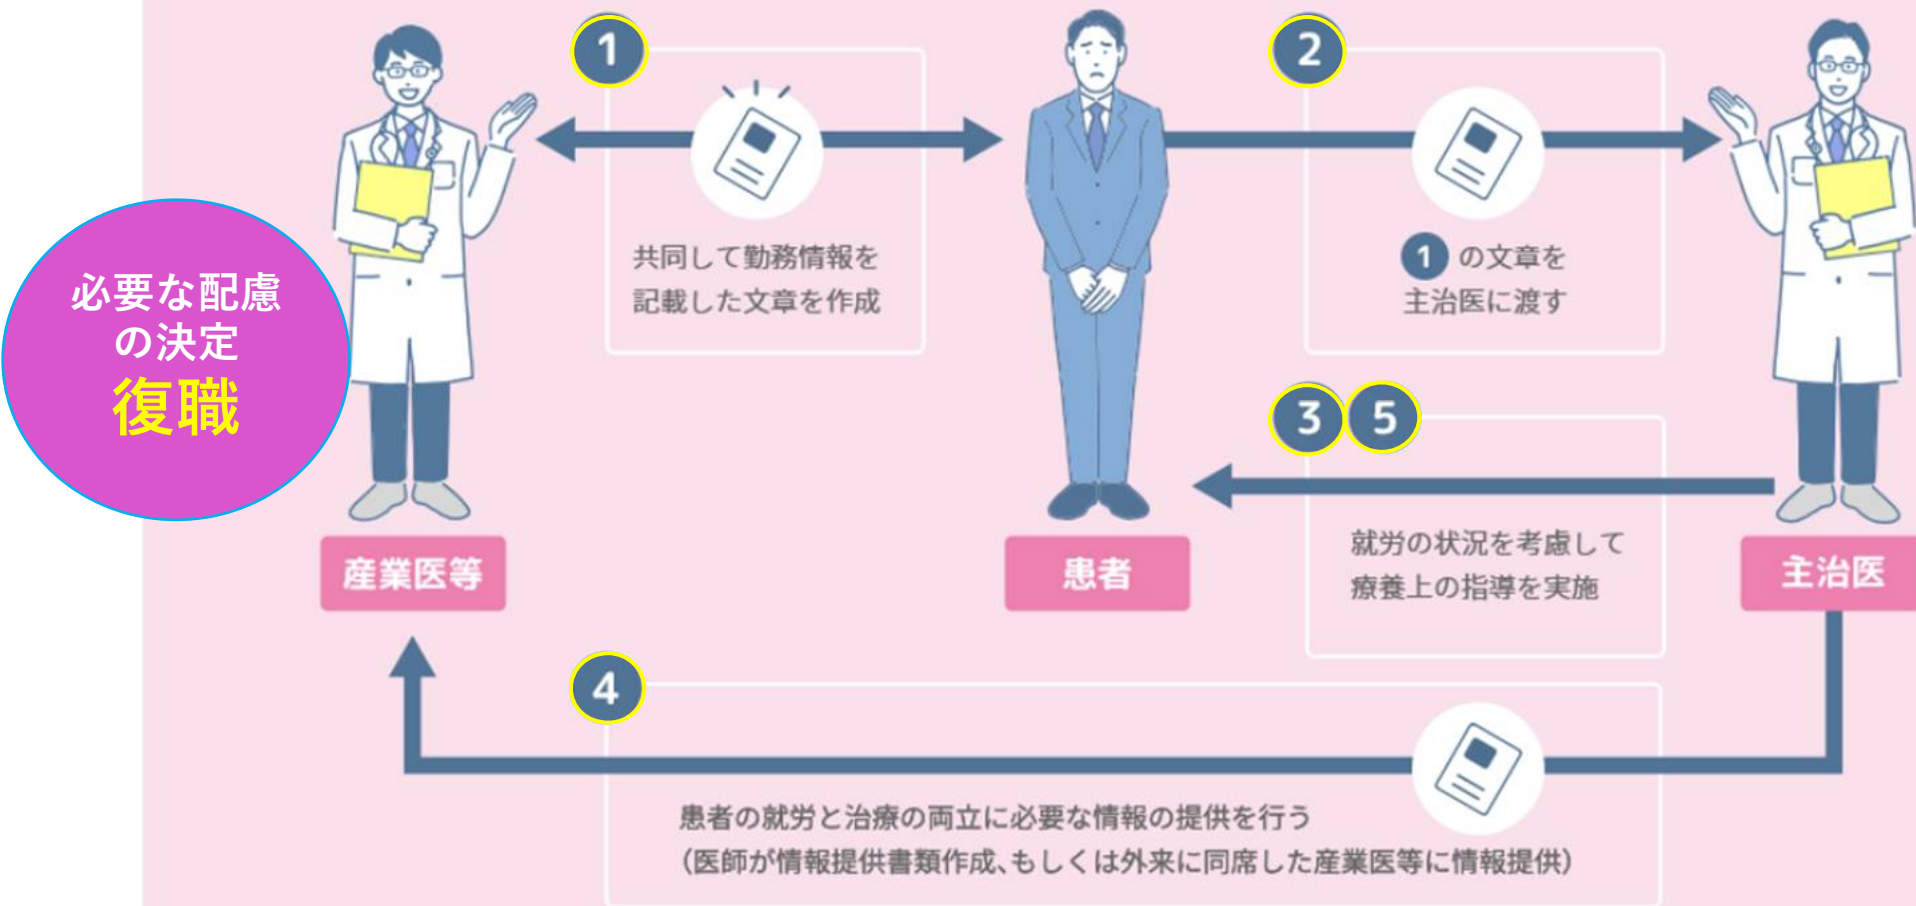 必要な配慮
の決定
復職
1
共同して勤務情報を
記載した文章を作成
2
1 の文章を
主治医に渡す
3 5
就労の状況を考慮して
療養上の指導を実施
産業医等
患者
主治医
4
患者の就労と治療の両立に必要な情報の提供を行う
（医師が情報提供書類作成、もしくは外来に同席した産業医等に情報提供）